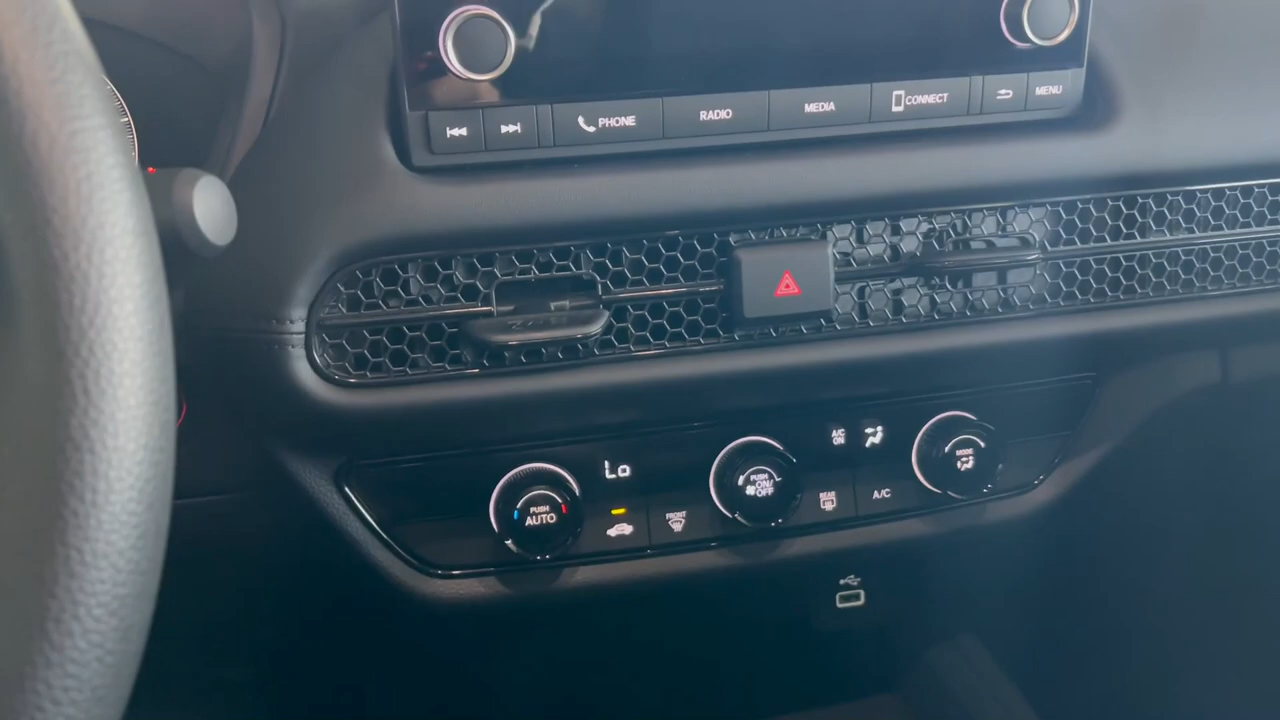 PHONE
RADIO
MEDIA
CONNECT
MENU
Lo
A/C
ON
MODE
PUSH
AUTO
FRONT
PUSH
ON/
OFF
REAR
A/C